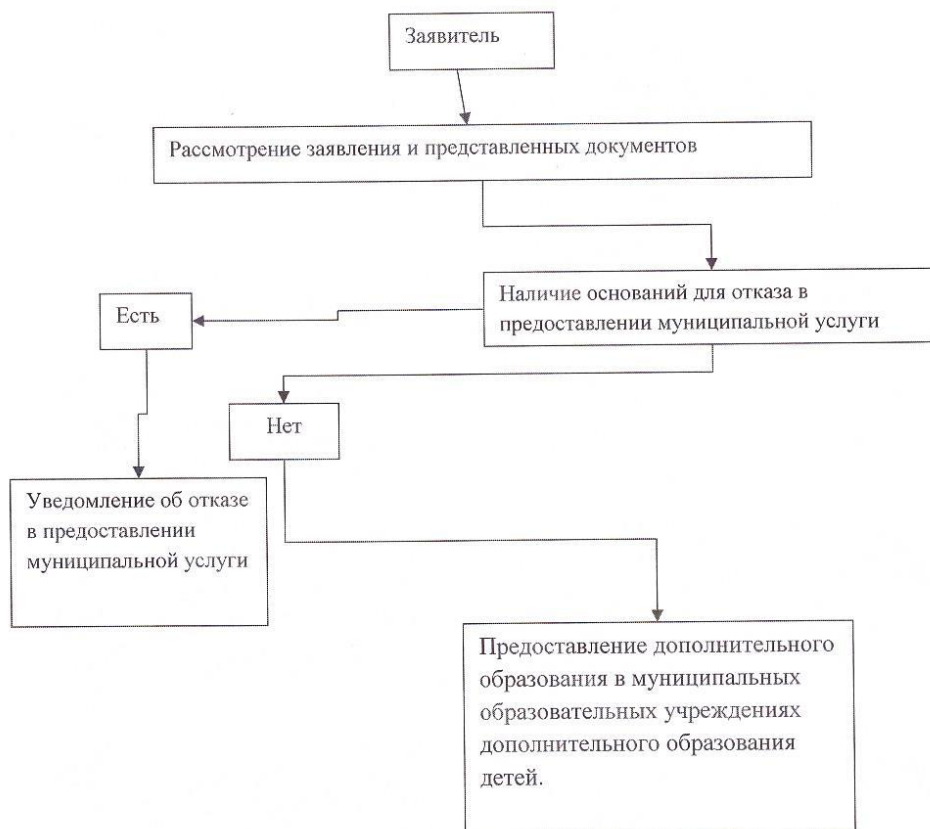 Заявитель
Рассмотрение заявления и представленных документов
Наличие оснований для отказа в
предоставлении муниципальной услуги
Есть
Нет
Уведомление об отказе
в предоставлении
муниципальной услуги
Предоставление дополнительного
образования в муниципальных
образовательных учреждениях
дополнительного образования
детей.